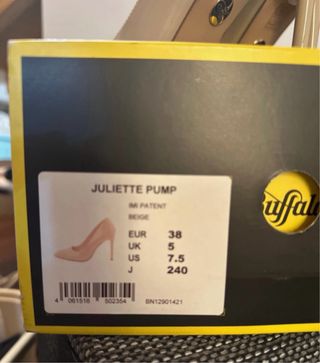 JULIETTE PUMP
IMI PATENT
BEIGE
EUR 38
UK 5
US 7.5
J 240
4 061516 502354
BN12901421
uffal